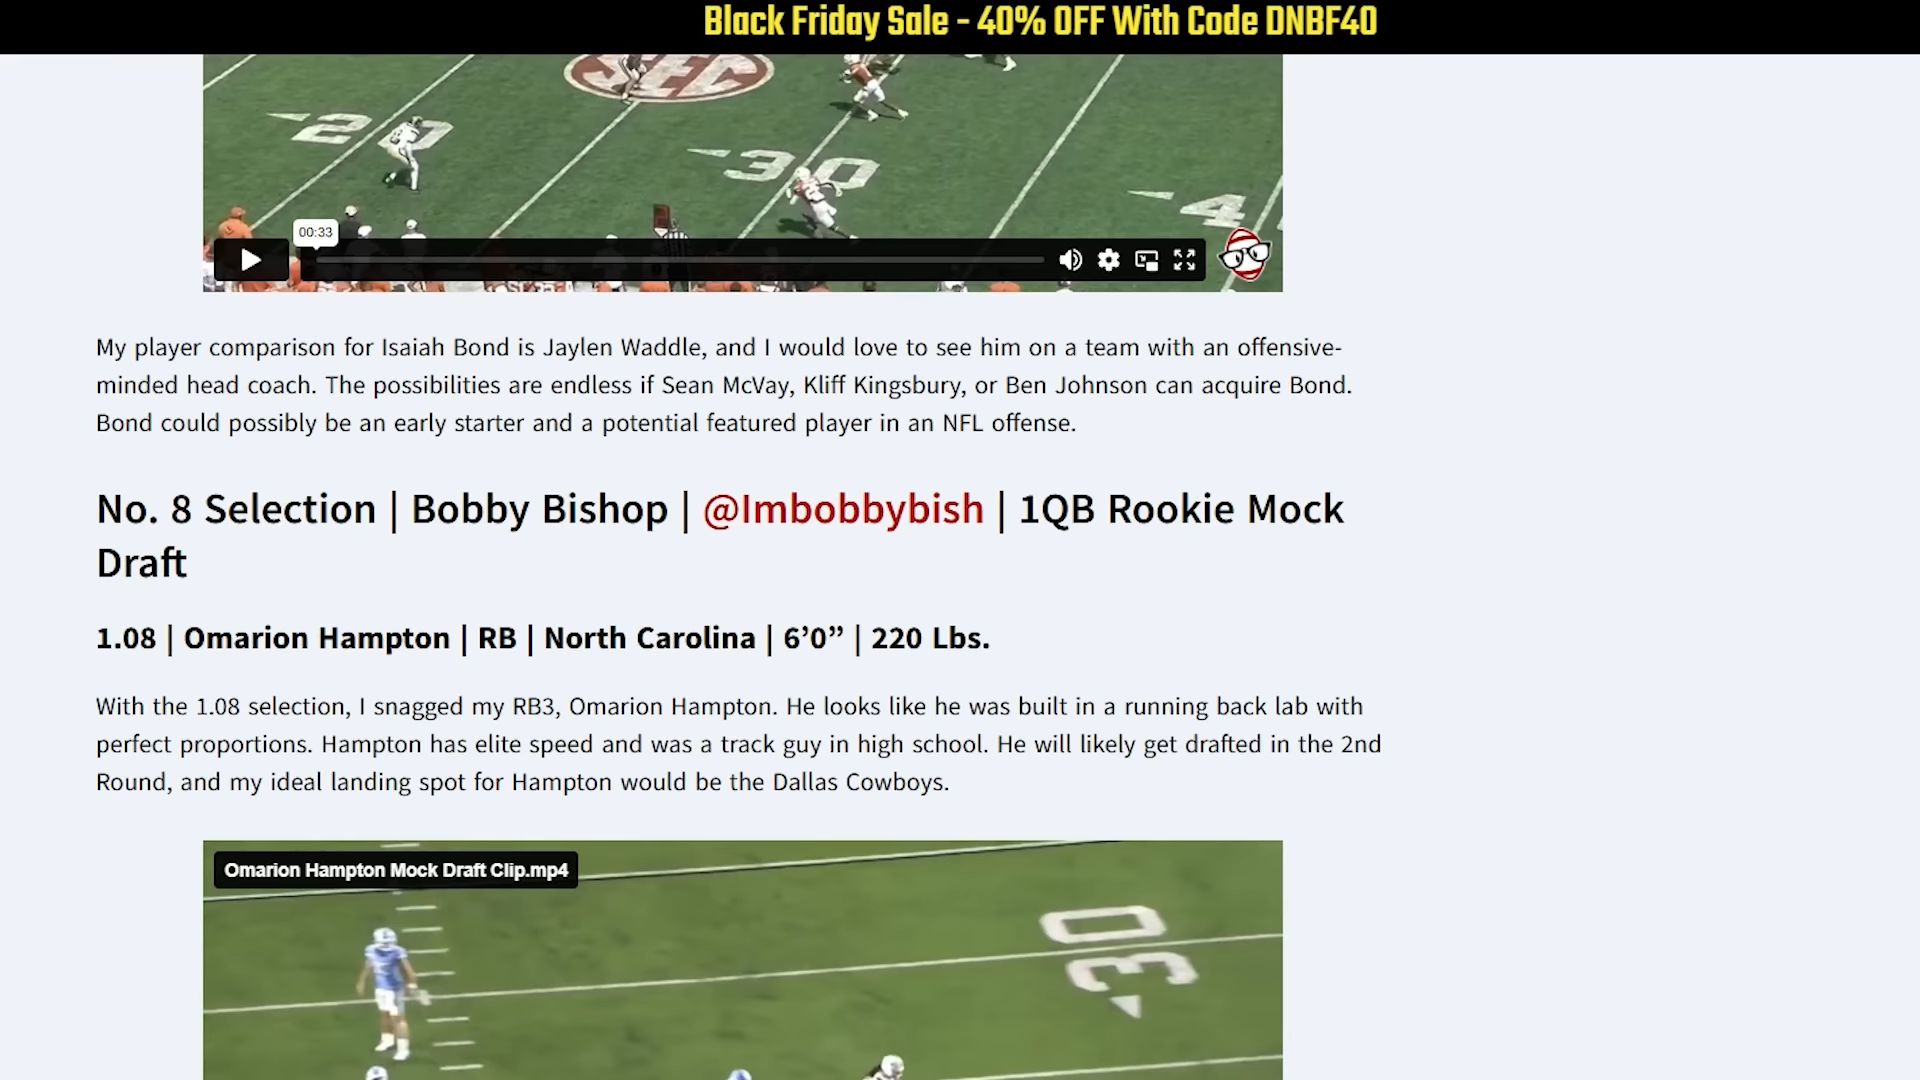 Black Friday Sale - 40% OFF With Code DNBF40
SEC
20
30
4
00:33
My player comparison for Isaiah Bond is Jaylen Waddle, and I would love to see him on a team with an offensive-
minded head coach. The possibilities are endless if Sean McVay, Kliff Kingsbury, or Ben Johnson can acquire Bond.
Bond could possibly be an early starter and a potential featured player in an NFL offense.
No. 8 Selection | Bobby Bishop | @Imbobbybish | 1QB Rookie Mock
Draft
1.08 | Omarion Hampton | RB | North Carolina | 6’0” | 220 Lbs.
With the 1.08 selection, I snagged my RB3, Omarion Hampton. He looks like he was built in a running back lab with
perfect proportions. Hampton has elite speed and was a track guy in high school. He will likely get drafted in the 2nd
Round, and my ideal landing spot for Hampton would be the Dallas Cowboys.
Omarion Hampton Mock Draft Clip.mp4
30